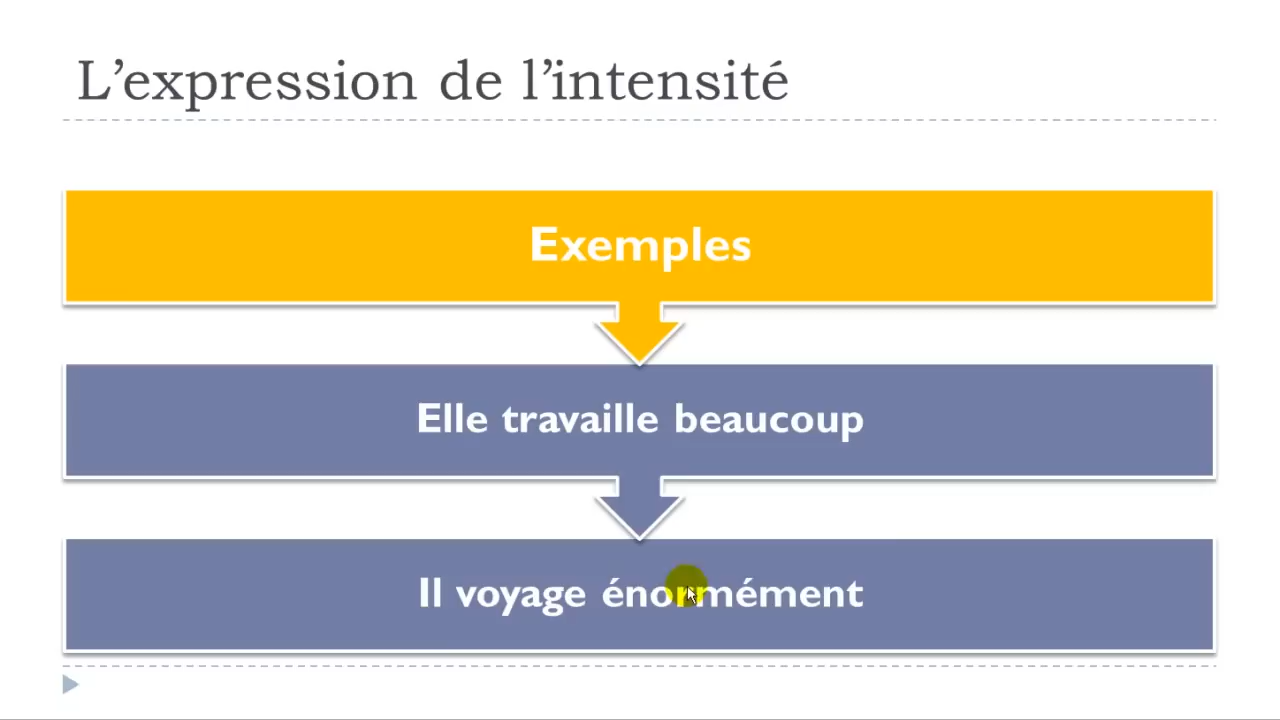 L’expression de l’intensité
Exemples
Elle travaille beaucoup
Il voyage énormément